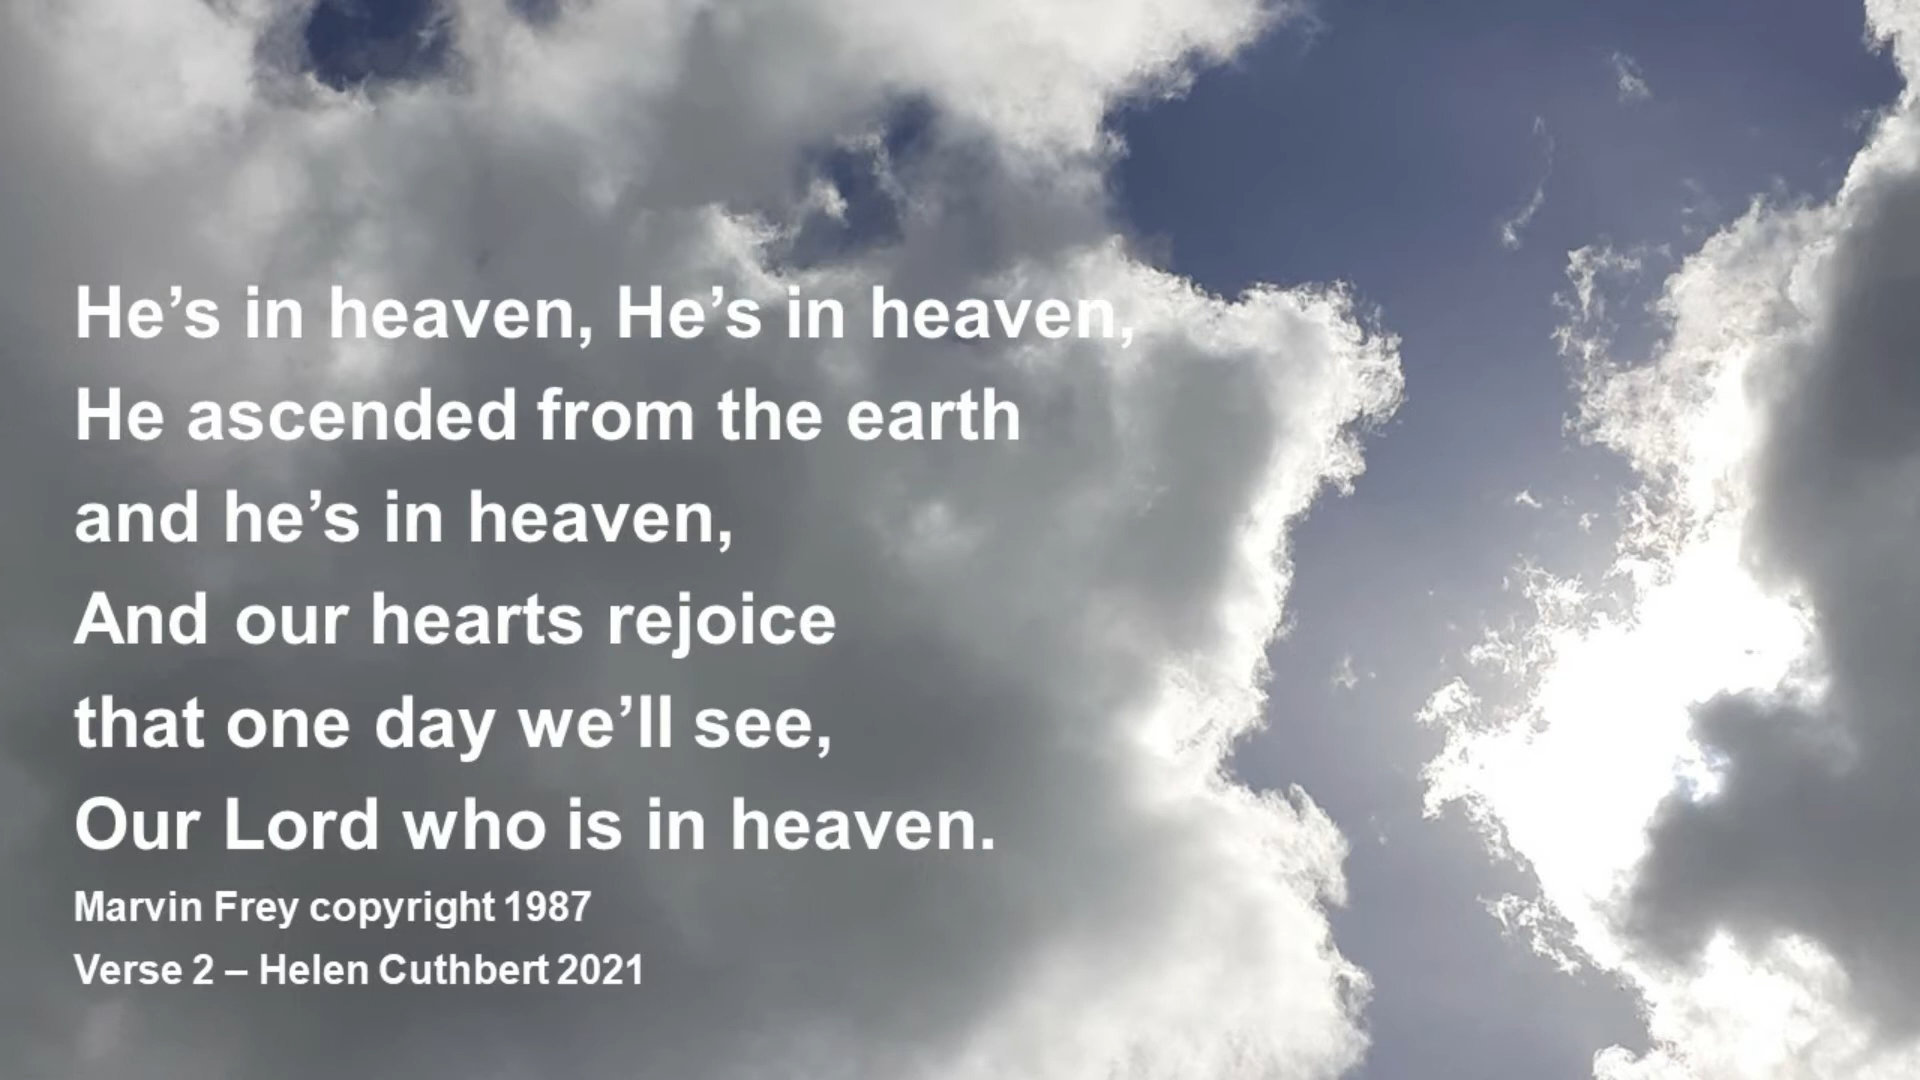 He’s in heaven, He’s in heaven,
He ascended from the earth
and he’s in heaven,
And our hearts rejoice
that one day we’ll see,
Our Lord who is in heaven.
Marvin Frey copyright 1987
Verse 2 – Helen Cuthbert 2021